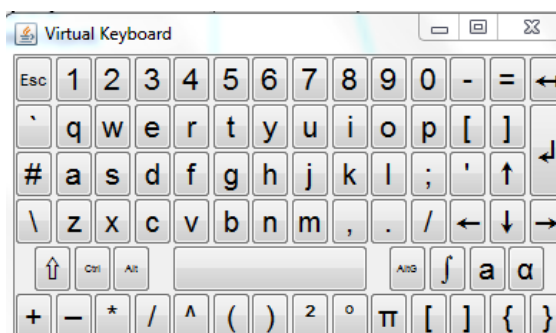 Virtual Keyboard
Esc 1 2 3 4 5 6 7 8 9 0 - = ←
` q w e r t y u i o p [ ] ↲
# a s d f g h j k l ; ' ↑
\ z x c v b n m , . / ← ↓ →
⇧ Ctrl Alt AltG ∫ a α
+ – * / ^ ( ) ² ° π [ ] { }